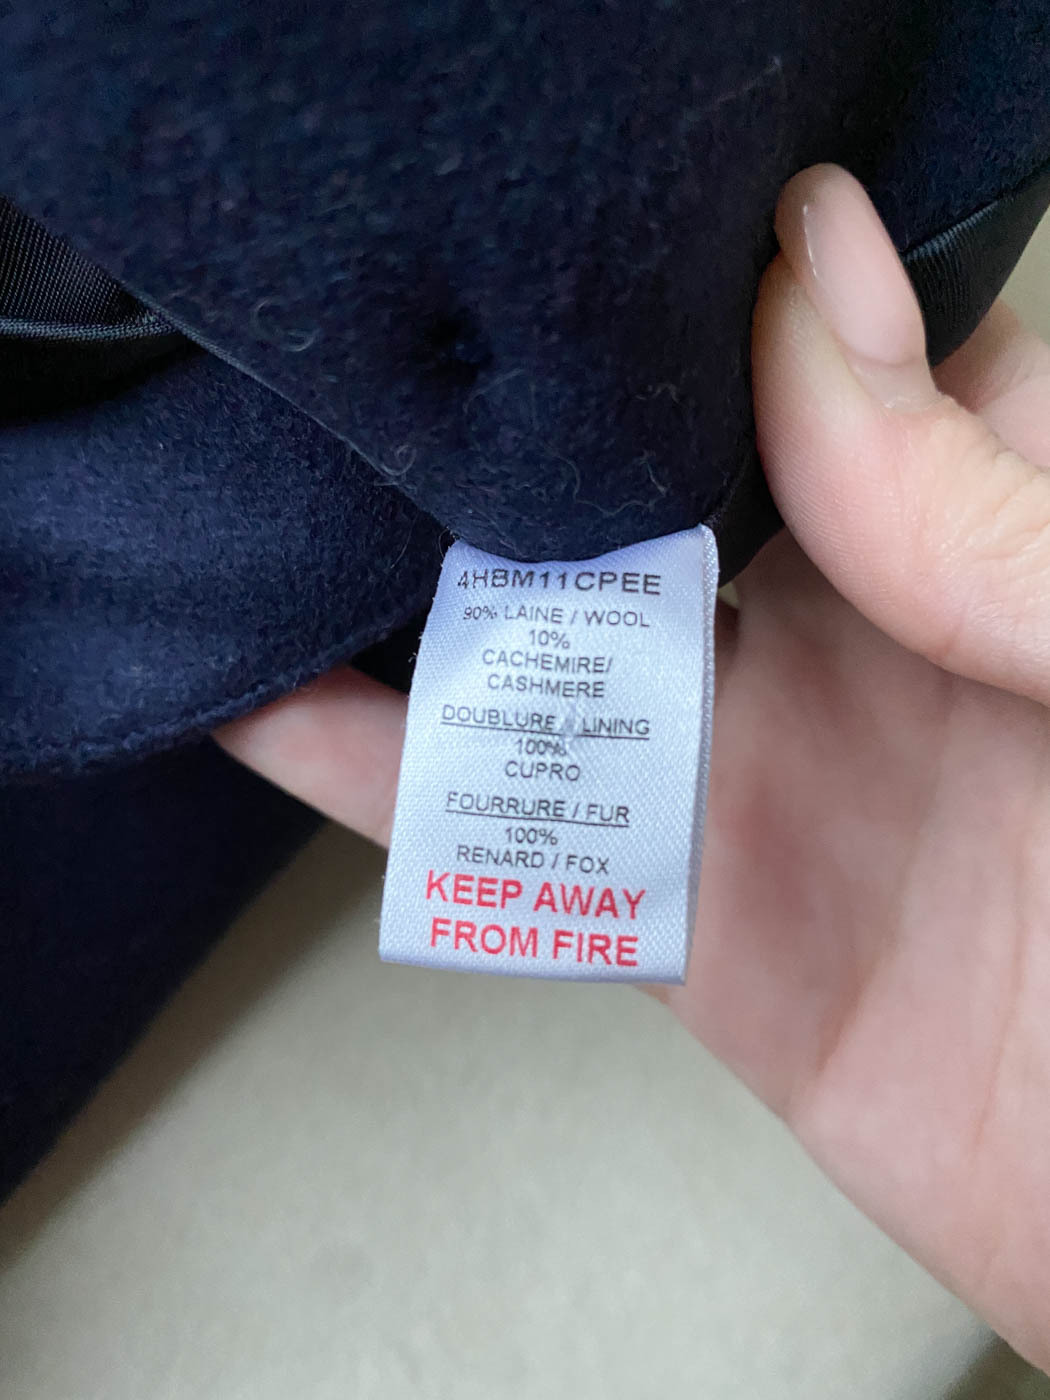 4HBM11CPEE
90% LAINE / WOOL
10%
CACHEMIRE/
CASHMERE
DOUBLURE / LINING
100%
CUPRO
FOURRURE / FUR
100%
RENARD / FOX
KEEP AWAY
FROM FIRE